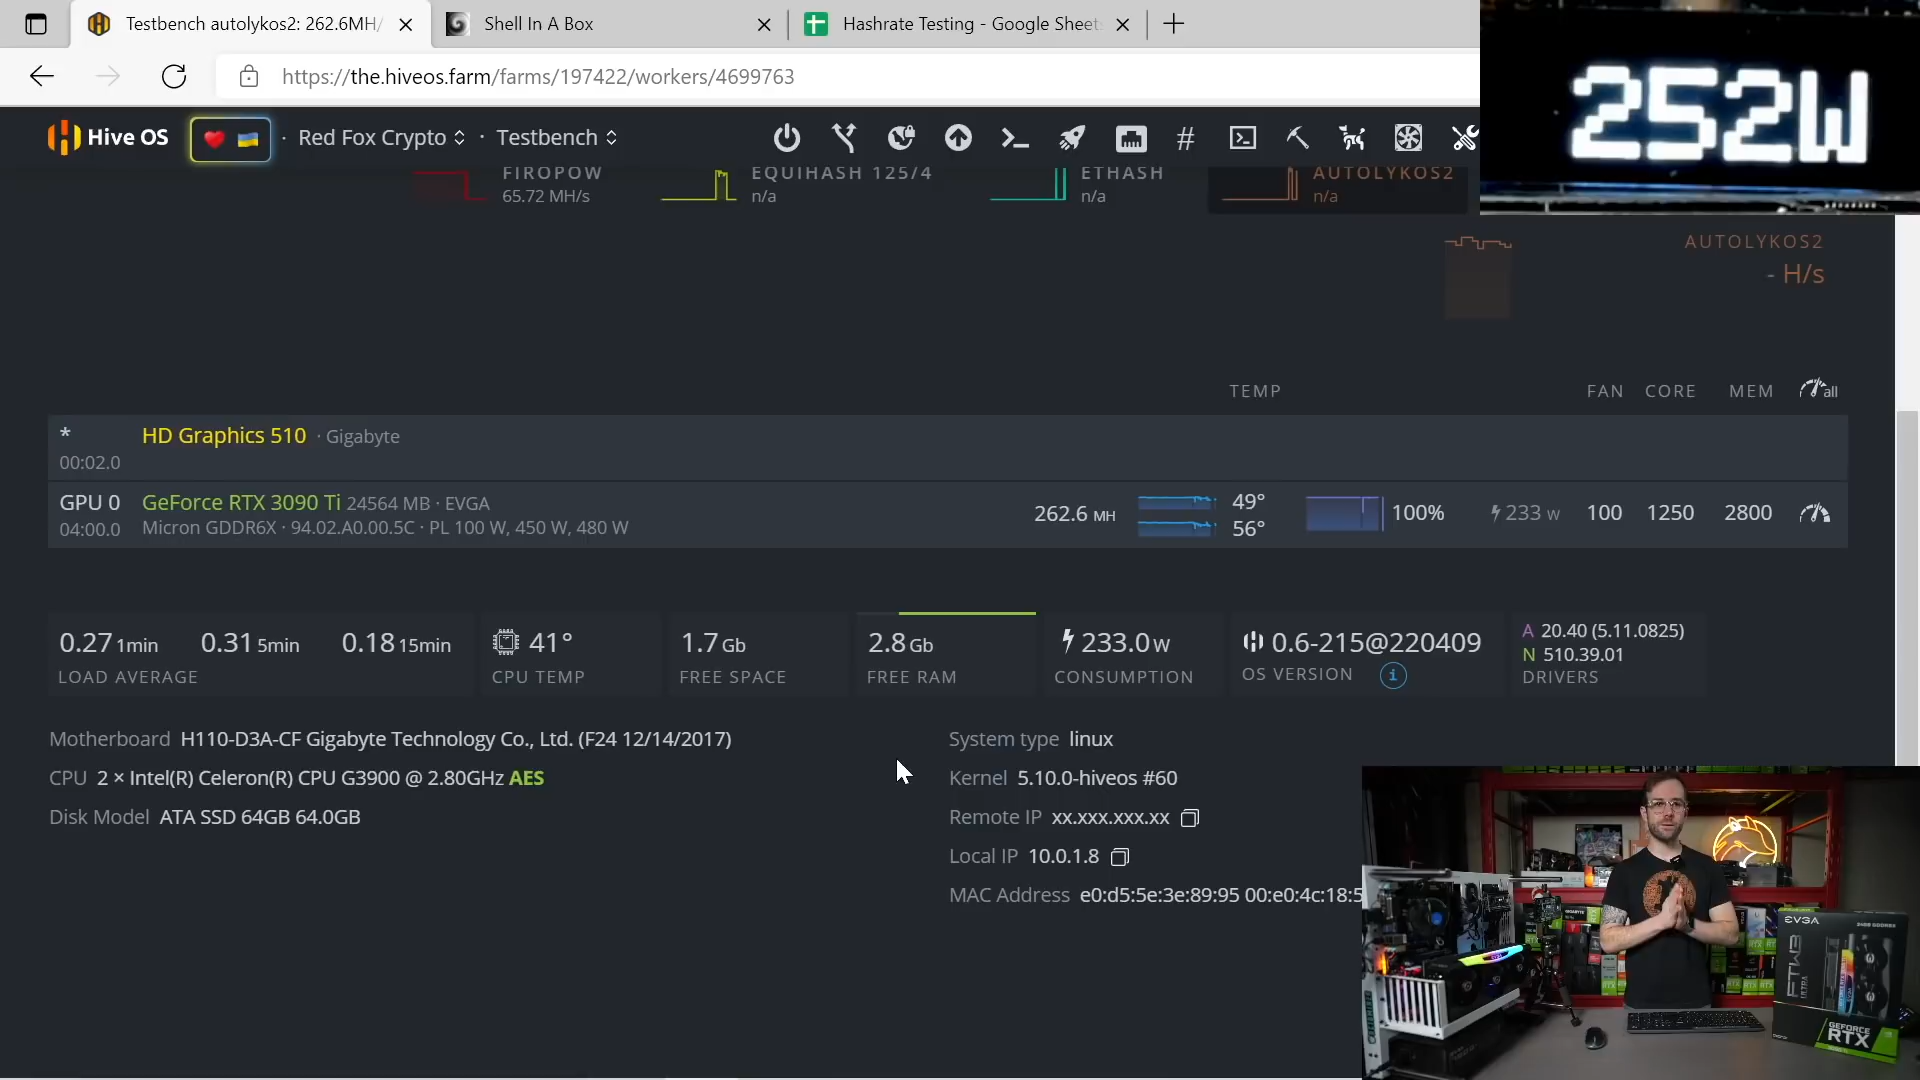 Testbench autolykos2: 262.6MH/
Shell In A Box
Hashrate Testing - Google Sheets
https://the.hiveos.farm/farms/197422/workers/4699763
252W
Hive OS
Red Fox Crypto
Testbench
FIROPOW
65.72 MH/s
EQUIHASH 125/4
n/a
ETHASH
n/a
AUTOLYKOS2
n/a
AUTOLYKOS2
- H/s
TEMP FAN CORE MEM all
* HD Graphics 510 · Gigabyte
00:02.0
GPU 0 GeForce RTX 3090 Ti 24564 MB · EVGA
04:00.0 Micron GDDR6X · 94.02.A0.00.5C · PL 100 W, 450 W, 480 W
262.6 MH 49° 56° 100% 233 W 100 1250 2800
0.27 1min 0.31 5min 0.18 15min
LOAD AVERAGE
41°
CPU TEMP
1.7 Gb
FREE SPACE
2.8 Gb
FREE RAM
233.0 W
CONSUMPTION
0.6-215@220409
OS VERSION i
A 20.40 (5.11.0825)
N 510.39.01
DRIVERS
Motherboard H110-D3A-CF Gigabyte Technology Co., Ltd. (F24 12/14/2017)
CPU 2 × Intel(R) Celeron(R) CPU G3900 @ 2.80GHz AES
Disk Model ATA SSD 64GB 64.0GB
System type linux
Kernel 5.10.0-hiveos #60
Remote IP xx.xxx.xxx.xx
Local IP 10.0.1.8
MAC Address e0:d5:5e:3e:89:95 00:e0:4c:18:5
EVGA
FTW3
ULTRA
GEFORCE
RTX